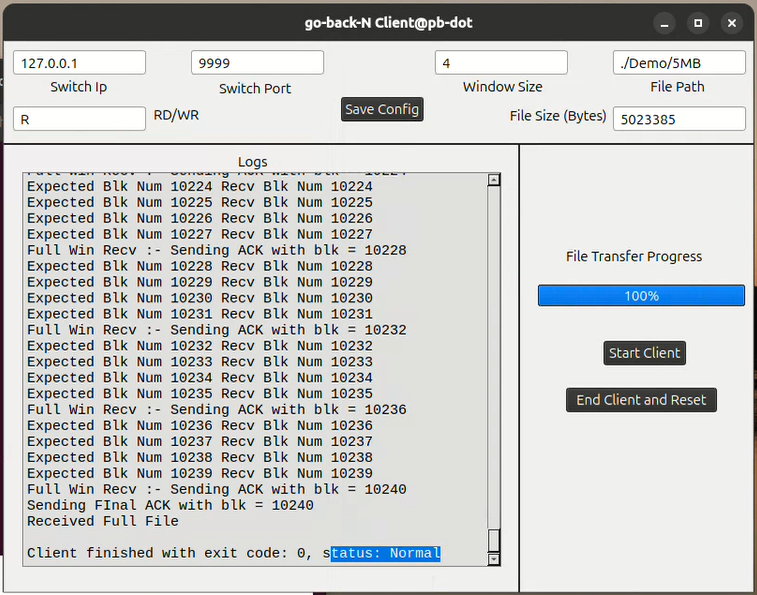 go-back-N Client@pb-dot
127.0.0.1
9999
4
./Demo/5MB
Switch Ip
Switch Port
Window Size
File Path
R
RD/WR
Save Config
File Size (Bytes)
5023385
Logs
Expected Blk Num 10224 Recv Blk Num 10224
Expected Blk Num 10225 Recv Blk Num 10225
Expected Blk Num 10226 Recv Blk Num 10226
Expected Blk Num 10227 Recv Blk Num 10227
Full Win Recv :- Sending ACK with blk = 10228
Expected Blk Num 10228 Recv Blk Num 10228
Expected Blk Num 10229 Recv Blk Num 10229
Expected Blk Num 10230 Recv Blk Num 10230
Expected Blk Num 10231 Recv Blk Num 10231
Full Win Recv :- Sending ACK with blk = 10232
Expected Blk Num 10232 Recv Blk Num 10232
Expected Blk Num 10233 Recv Blk Num 10233
Expected Blk Num 10234 Recv Blk Num 10234
Expected Blk Num 10235 Recv Blk Num 10235
Full Win Recv :- Sending ACK with blk = 10236
Expected Blk Num 10236 Recv Blk Num 10236
Expected Blk Num 10237 Recv Blk Num 10237
Expected Blk Num 10238 Recv Blk Num 10238
Expected Blk Num 10239 Recv Blk Num 10239
Full Win Recv :- Sending ACK with blk = 10240
Sending FInal ACK with blk = 10240
Received Full File
Client finished with exit code: 0, status: Normal
File Transfer Progress
100%
Start Client
End Client and Reset